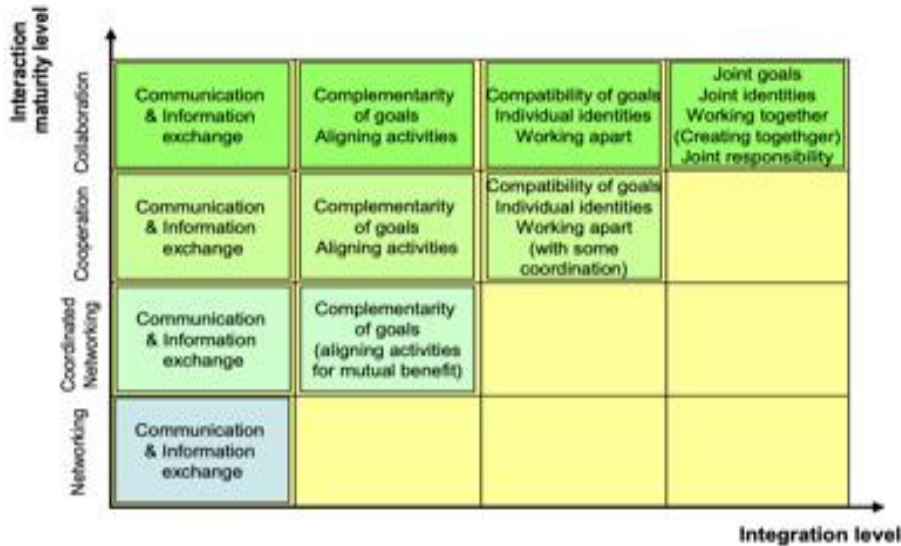 Interaction
maturity level
Collaboration
Communication
& Information
exchange
Complementarity
of goals
Aligning activities
Compatibility of goals
Individual identities
Working apart
Joint goals
Joint identities
Working together
(Creating togethger)
Joint responsibility
Cooperation
Communication
& Information
exchange
Complementarity
of goals
Aligning activities
Compatibility of goals
Individual identities
Working apart
(with some
coordination)
Coordinated
Networking
Communication
& Information
exchange
Complementarity
of goals
(aligning activities
for mutual benefit)
Networking
Communication
& Information
exchange
Integration level